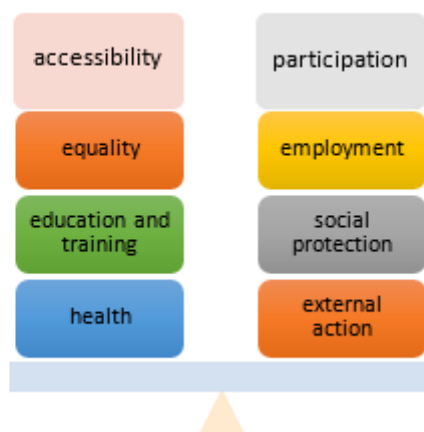 accessibility
participation
equality
employment
education and
training
social
protection
health
external
action